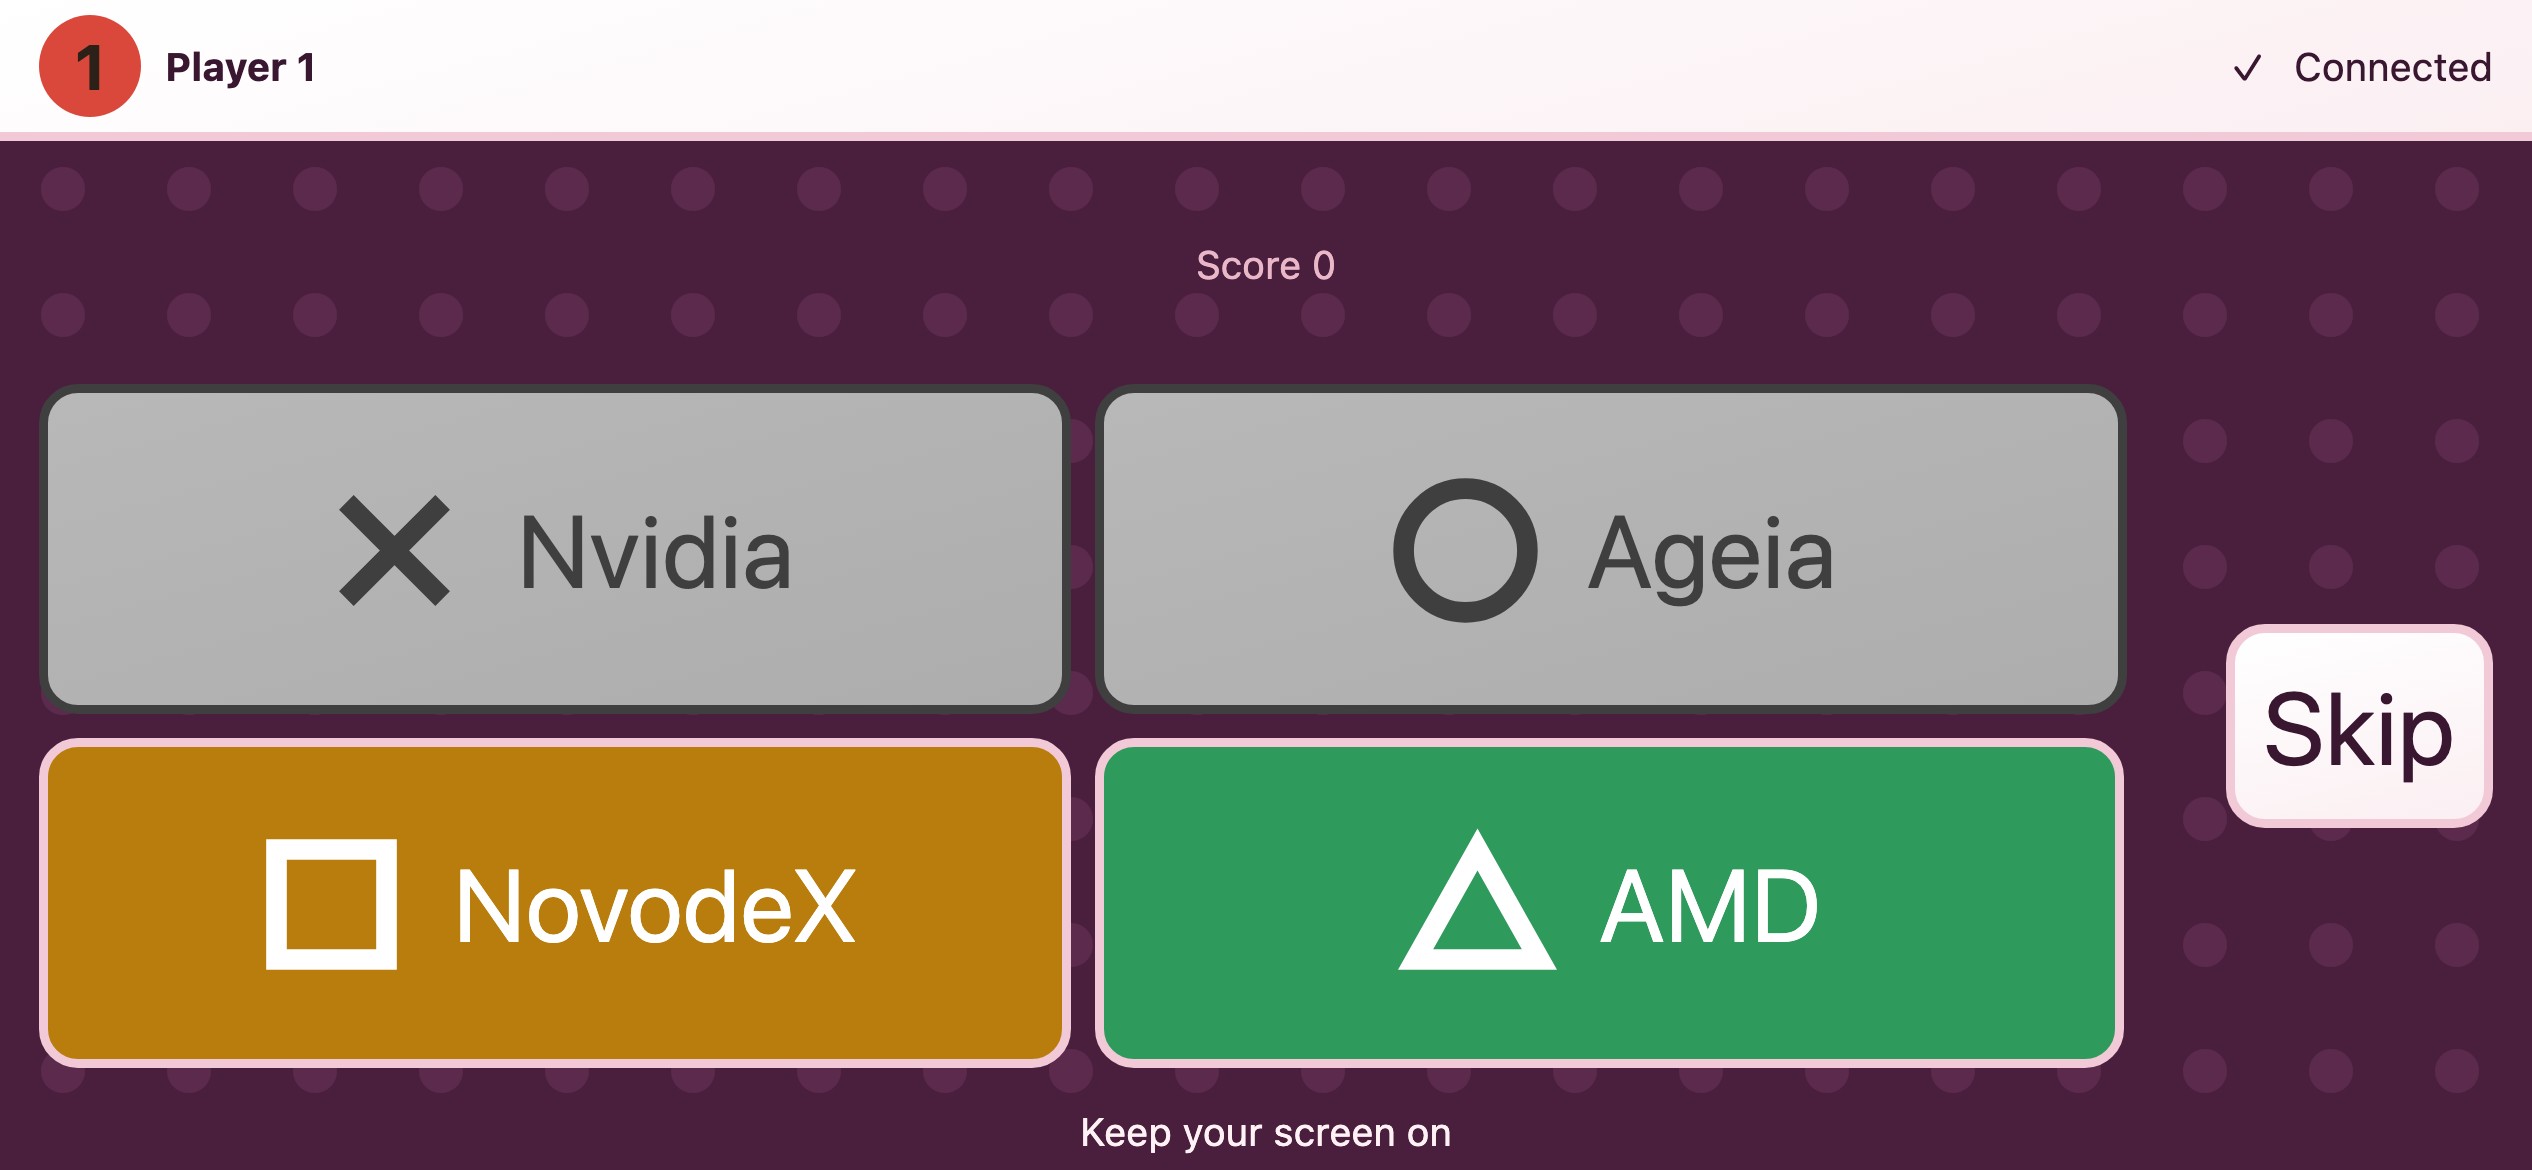 1 Player 1
✓ Connected
Score 0
Nvidia
Ageia
NovodeX
AMD
Skip
Keep your screen on